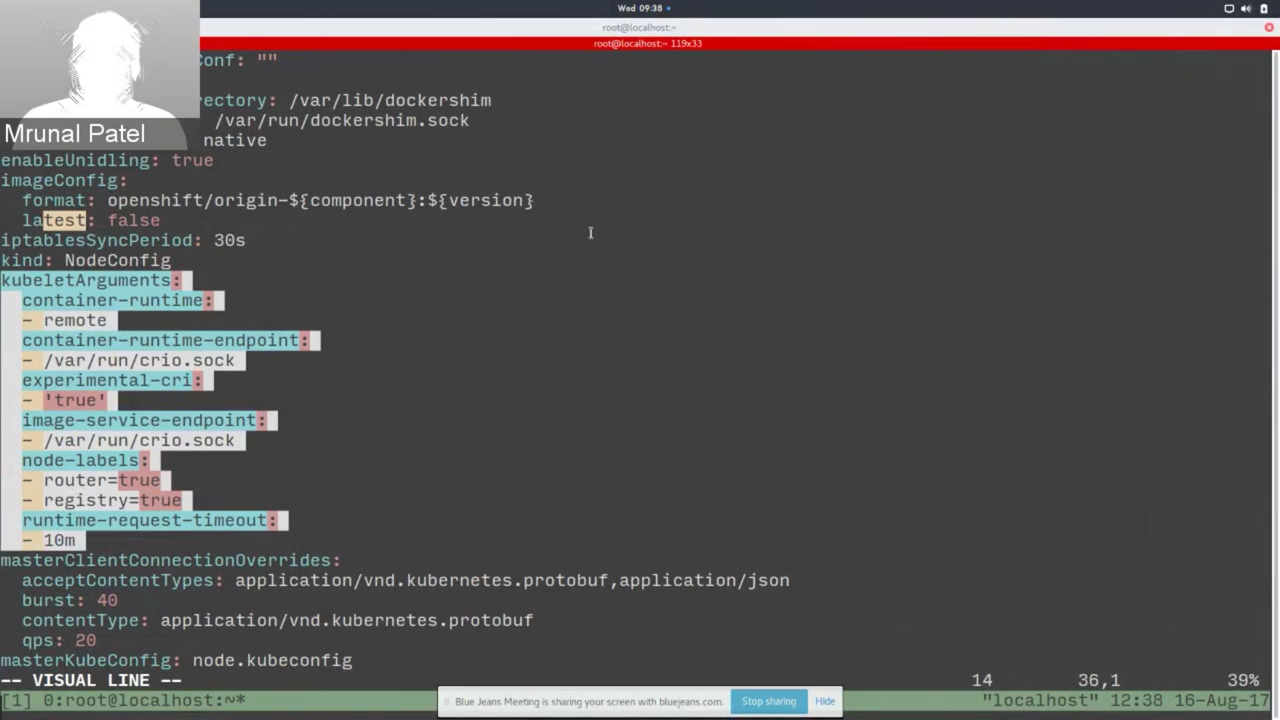 Wed 09:38
root@localhost:~
root@localhost:~ 119x33
Mrunal Patel
Conf: ""
rectory: /var/lib/dockershim
/var/run/dockershim.sock
native
enableUnidling: true
imageConfig:
  format: openshift/origin-${component}:${version}
  latest: false
iptablesSyncPeriod: 30s
kind: NodeConfig
kubeletArguments:
  container-runtime:
  - remote
  container-runtime-endpoint:
  - /var/run/crio.sock
  experimental-cri:
  - 'true'
  image-service-endpoint:
  - /var/run/crio.sock
  node-labels:
  - router=true
  - registry=true
  runtime-request-timeout:
  - 10m
masterClientConnectionOverrides:
  acceptContentTypes: application/vnd.kubernetes.protobuf,application/json
  burst: 40
  contentType: application/vnd.kubernetes.protobuf
  qps: 20
masterKubeConfig: node.kubeconfig
-- VISUAL LINE -- 14 36,1 39%
[1] 0:root@localhost:~* "localhost" 12:38 16-Aug-17
Blue Jeans Meeting is sharing your screen with bluejeans.com. Stop sharing Hide